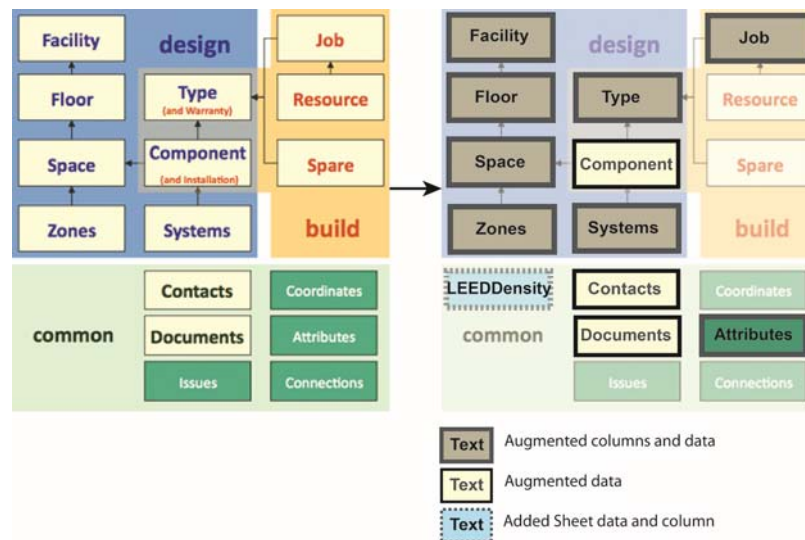 Facility
design
Job
Floor
Type
(and Warranty)
Resource
Space
Component
(and Installation)
Spare
Zones
Systems
build
common
Contacts
Coordinates
Documents
Attributes
Issues
Connections
Facility
design
Job
Floor
Type
Resource
Space
Component
Spare
Zones
Systems
build
LEEDDensity
Contacts
Coordinates
common
Documents
Attributes
Issues
Connections
Text Augmented columns and data
Text Augmented data
Text Added Sheet data and column